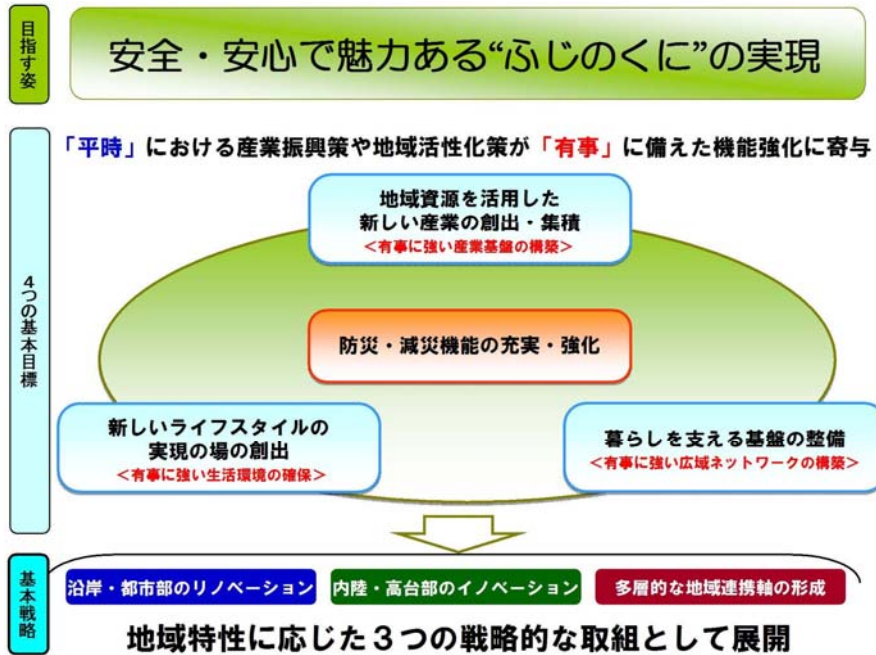 目指す姿
安全・安心で魅力ある“ふじのくに”の実現
4つの基本目標
「平時」における産業振興策や地域活性化策が「有事」に備えた機能強化に寄与
地域資源を活用した
新しい産業の創出・集積
<有事に強い産業基盤の構築>
防災・減災機能の充実・強化
新しいライフスタイルの
実現の場の創出
<有事に強い生活環境の確保>
暮らしを支える基盤の整備
<有事に強い広域ネットワークの構築>
基本戦略
沿岸・都市部のリノベーション
内陸・高台部のイノベーション
多層的な地域連携軸の形成
地域特性に応じた３つの戦略的な取組として展開